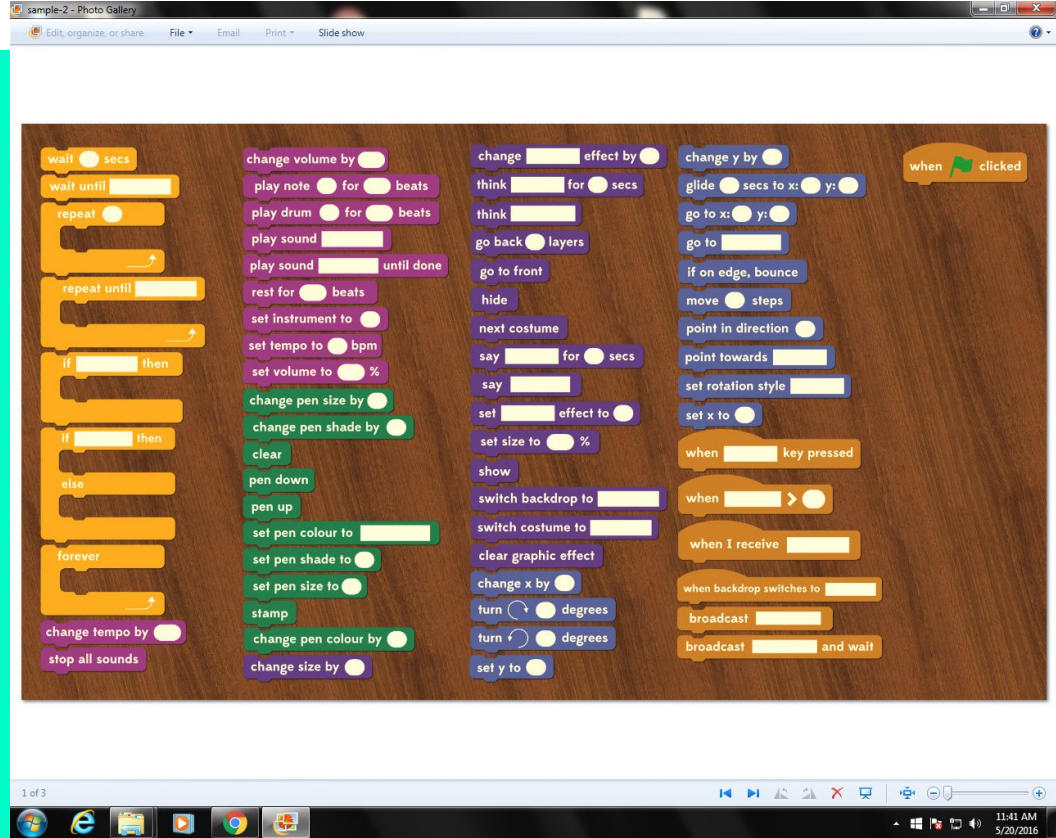 sample-2 - Photo Gallery
Edit, organize, or share File Email Print Slide show
wait secs
wait until
repeat
repeat until
if then
If then
else
forever
change tempo by
stop all sounds
change volume by
play note for beats
play drum for beats
play sound
play sound until done
rest for beats
set instrument to
set tempo to bpm
set volume to %
change pen size by
change pen shade by
clear
pen down
pen up
set pen colour to
set pen shade to
set pen size to
stamp
change pen colour by
change size by
change effect by
think for secs
think
go back layers
go to front
hide
next costume
say for secs
say
set effect to
set size to %
show
switch backdrop to
switch costume to
clear graphic effect
change x by
turn degrees
turn degrees
set y to
change y by
glide secs to x: y:
go to x: y:
go to
if on edge, bounce
move steps
point in direction
point towards
set rotation style
set x to
when key pressed
when >
when I receive
when backdrop switches to
broadcast
broadcast and wait
when clicked
1 of 3
11:41 AM
5/20/2016